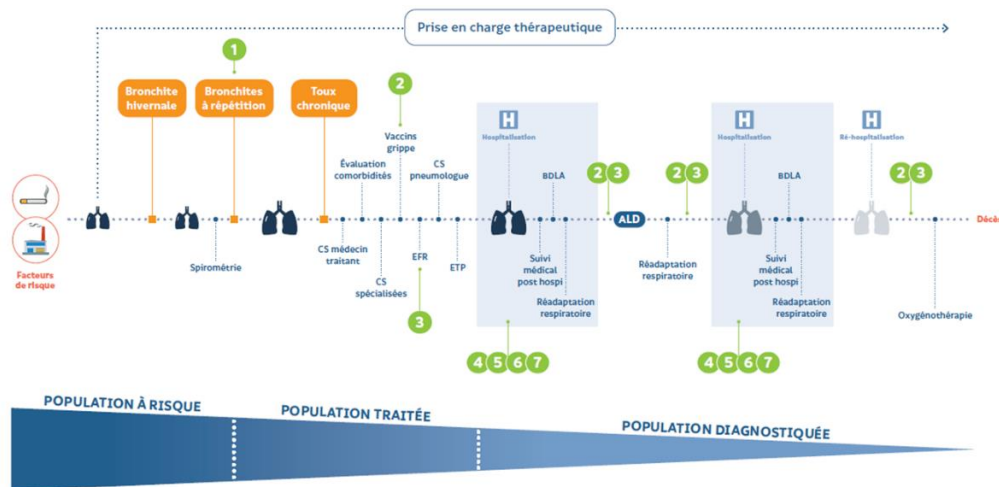 Prise en charge thérapeutique
1
Bronchite
hivernale
Bronchites
à répétition
Toux
chronique
2
Vaccins
grippe
Évaluation
comorbidités
CS
pneumologue
H
Hospitalisation
BDLA
2 3
ALD
2 3
H
Hospitalisation
BDLA
H
Ré-hospitalisation
2 3
Décè
Facteurs
de risque
Spirométrie
CS médecin
traitant
CS
spécialisées
EFR
3
ETP
Suivi
médical
post hospi
Réadaptation
respiratoire
4 5 6 7
Réadaptation
respiratoire
Suivi
médical
post hospi
Réadaptation
respiratoire
4 5 6 7
Oxygénothérapie
POPULATION À RISQUE
POPULATION TRAITÉE
POPULATION DIAGNOSTIQUÉE